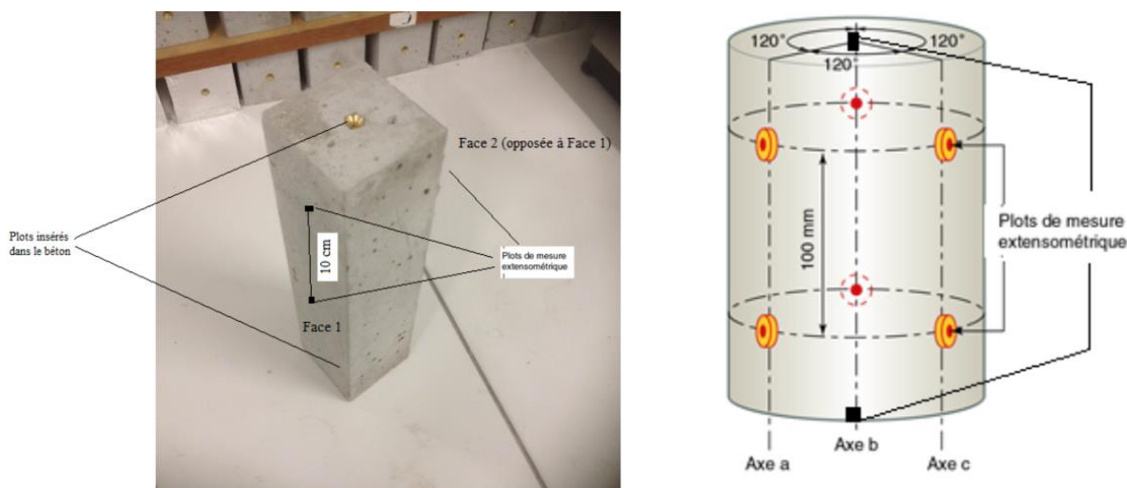 Face 2 (opposée à Face 1)
Plots insérés
dans le béton
10 cm
Plots de mesure
extensométrique
Face 1
120°
120°
120°
100 mm
Plots de mesure
extensométrique
Axe a
Axe b
Axe c